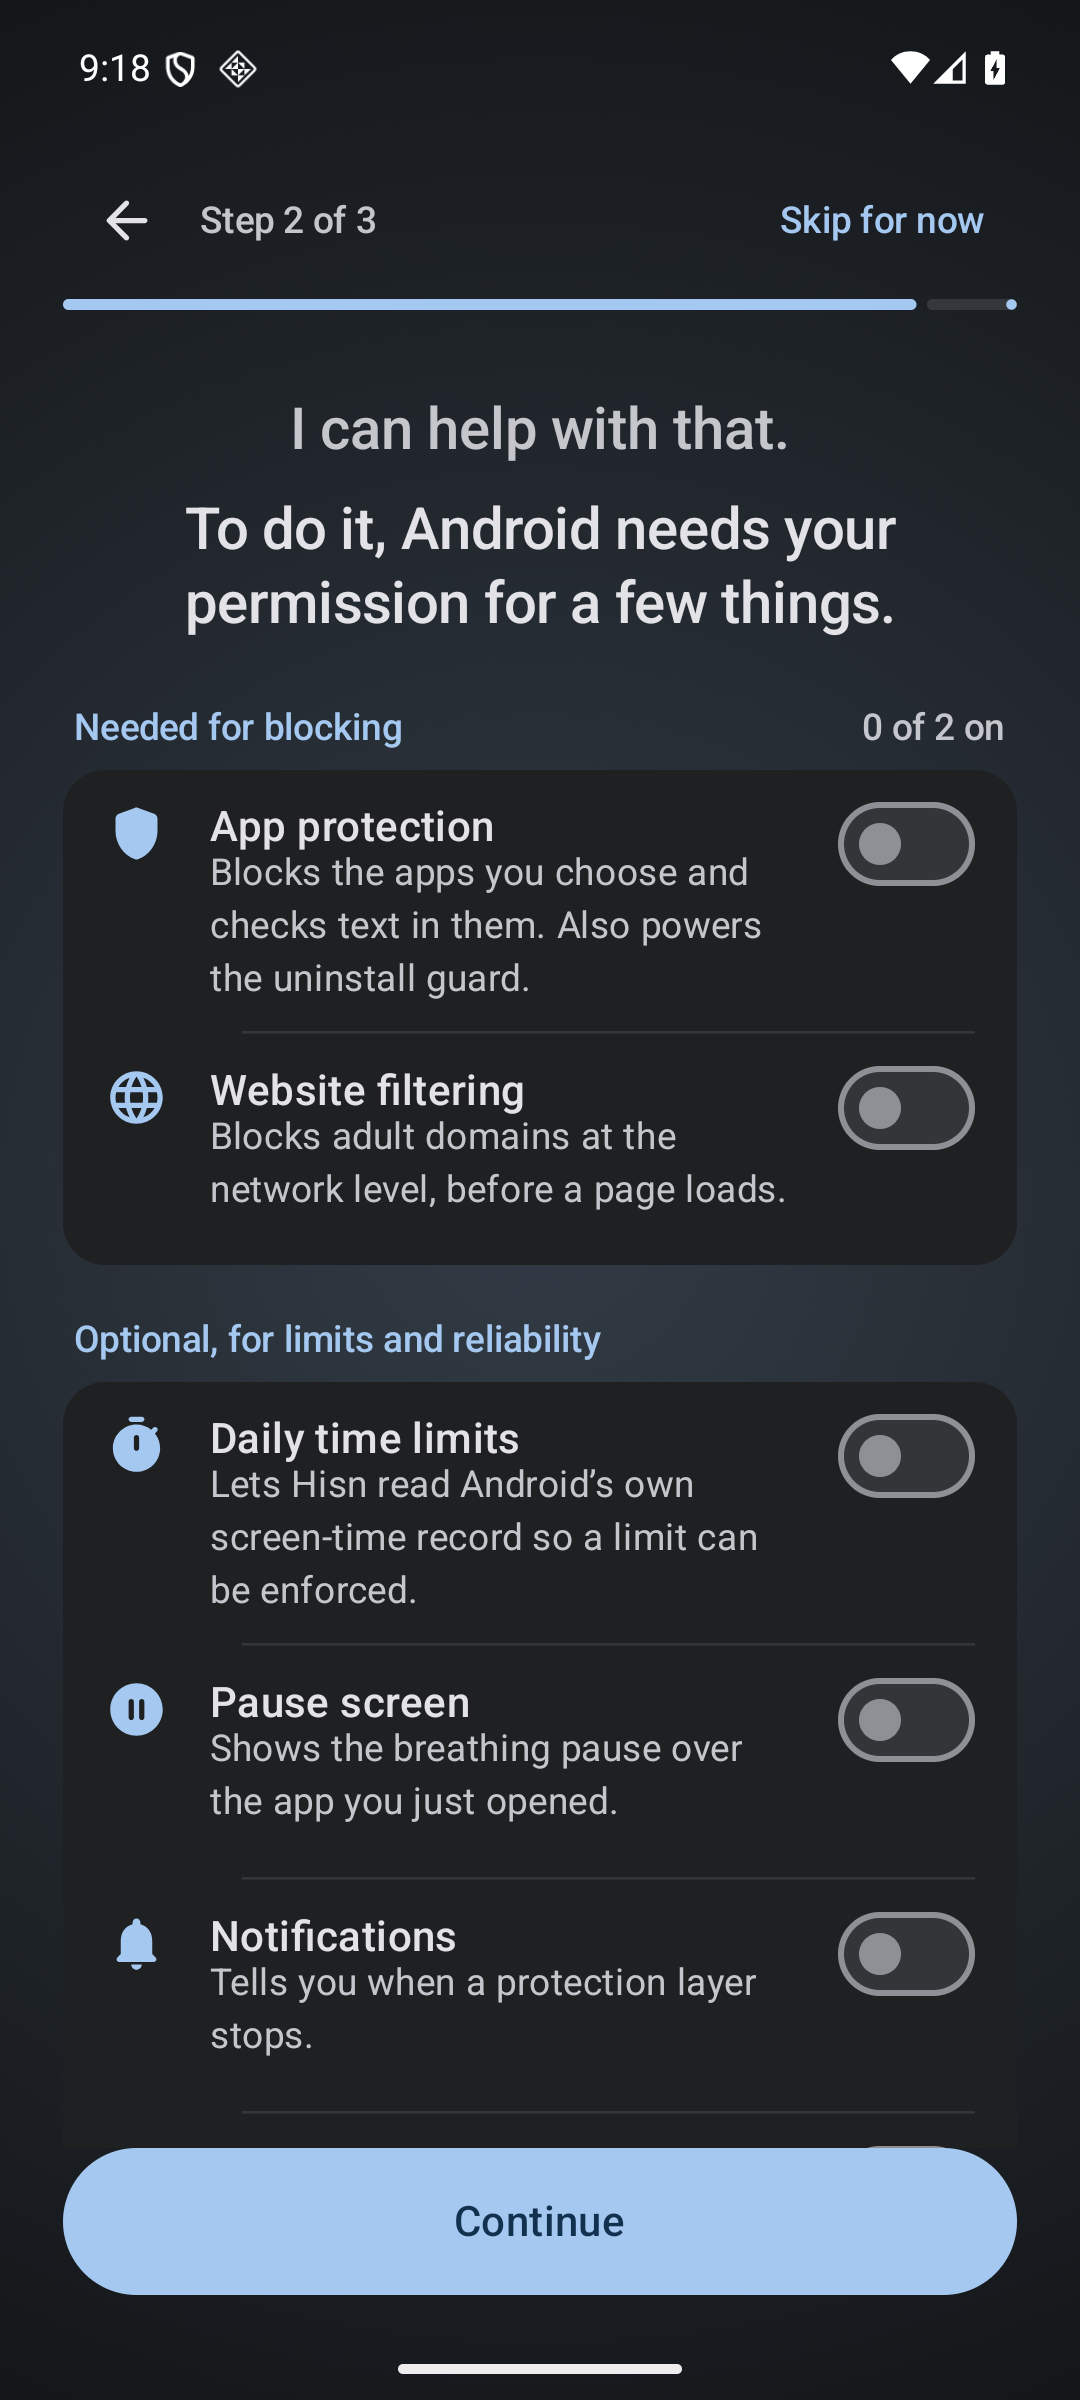 9:18
Step 2 of 3
Skip for now
I can help with that.
To do it, Android needs your
permission for a few things.
Needed for blocking
0 of 2 on
App protection
Blocks the apps you choose and
checks text in them. Also powers
the uninstall guard.
Website filtering
Blocks adult domains at the
network level, before a page loads.
Optional, for limits and reliability
Daily time limits
Lets Hisn read Android’s own
screen-time record so a limit can
be enforced.
Pause screen
Shows the breathing pause over
the app you just opened.
Notifications
Tells you when a protection layer
stops.
Continue